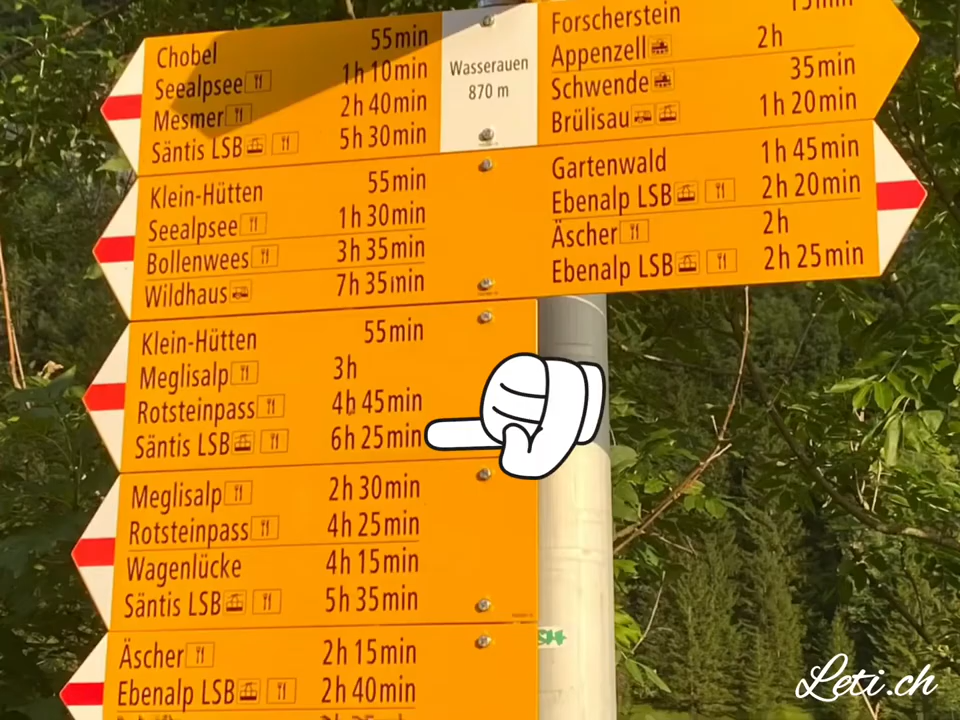 Chobel 55min
Seealpsee 1h 10min
Mesmer 2h 40min
Säntis LSB 5h 30min
Wasserauen
870 m
Forscherstein 15min
Appenzell 2h
Schwende 35min
Brülisau 1h 20min
Klein-Hütten 55min
Seealpsee 1h 30min
Bollenwees 3h 35min
Wildhaus 7h 35min
Gartenwald 1h 45min
Ebenalp LSB 2h 20min
Äscher 2h
Ebenalp LSB 2h 25min
Klein-Hütten 55min
Meglisalp 3h
Rotsteinpass 4h 45min
Säntis LSB 6h 25min
Meglisalp 2h 30min
Rotsteinpass 4h 25min
Wagenlücke 4h 15min
Säntis LSB 5h 35min
Äscher 2h 15min
Ebenalp LSB 2h 40min
Leti.ch